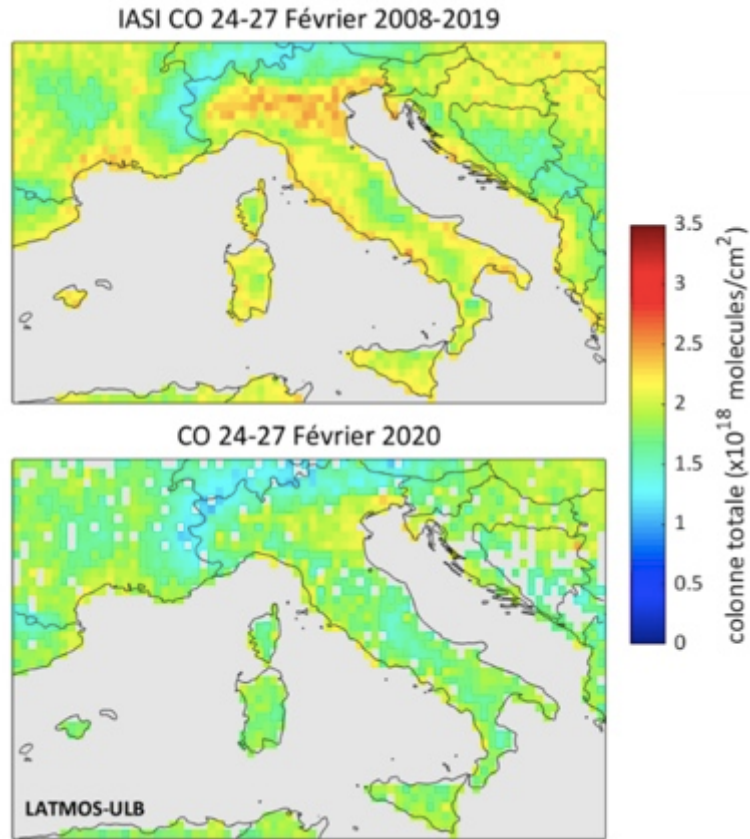 IASI CO 24-27 Février 2008-2019
CO 24-27 Février 2020
LATMOS-ULB
3.5
3
2.5
2
1.5
1
0.5
0
colonne totale (x10¹⁸ molecules/cm²)